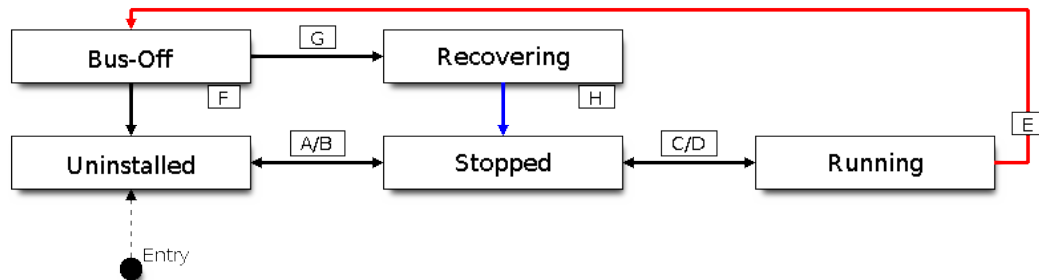 G
Bus-Off
Recovering
F
H
E
A/B
C/D
Uninstalled
Stopped
Running
Entry